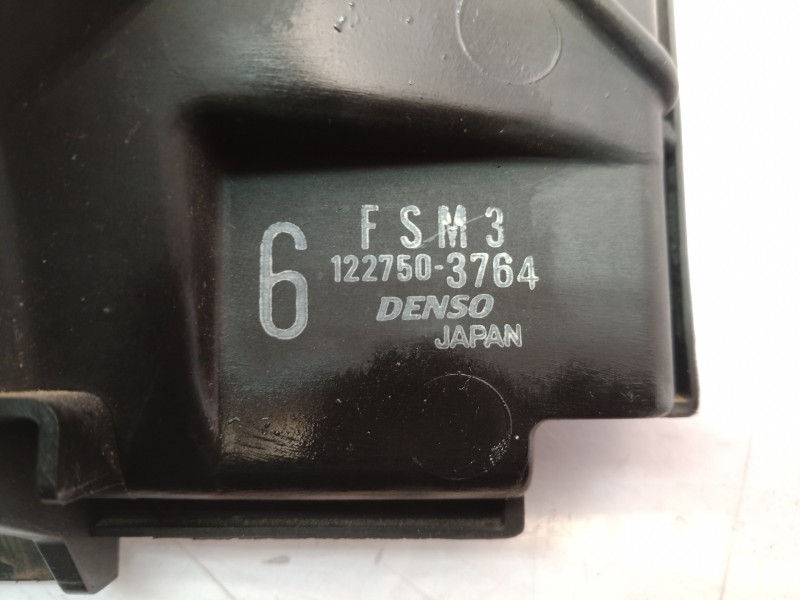 6
FSM3
122750-3764
DENSO
JAPAN